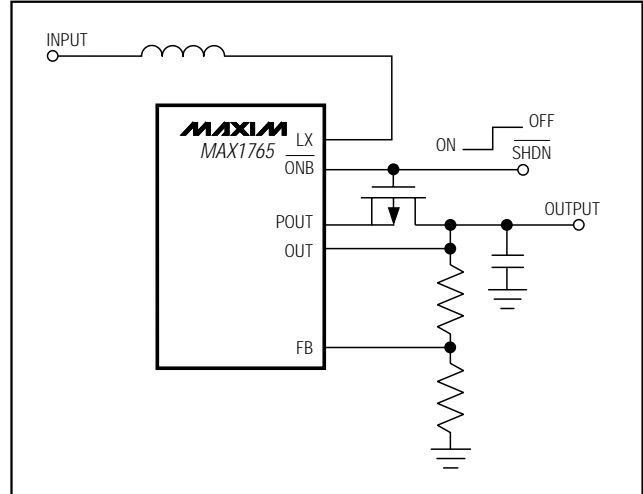 INPUT
MAXIM
MAX1765
LX
ONB
POUT
OUT
FB
ON
OFF
SHDN
OUTPUT